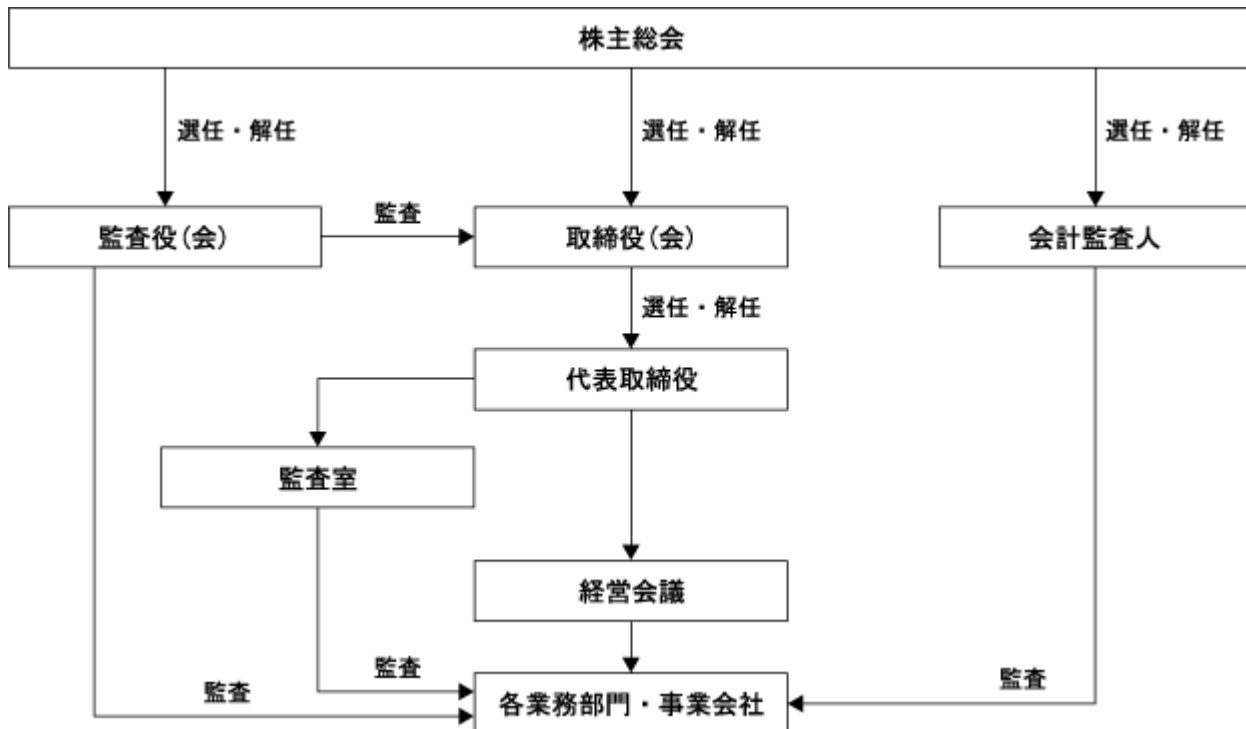 株主総会
選任・解任
選任・解任
選任・解任
監査役(会)
監査
取締役(会)
会計監査人
選任・解任
代表取締役
監査室
経営会議
監査
監査
監査
各業務部門・事業会社